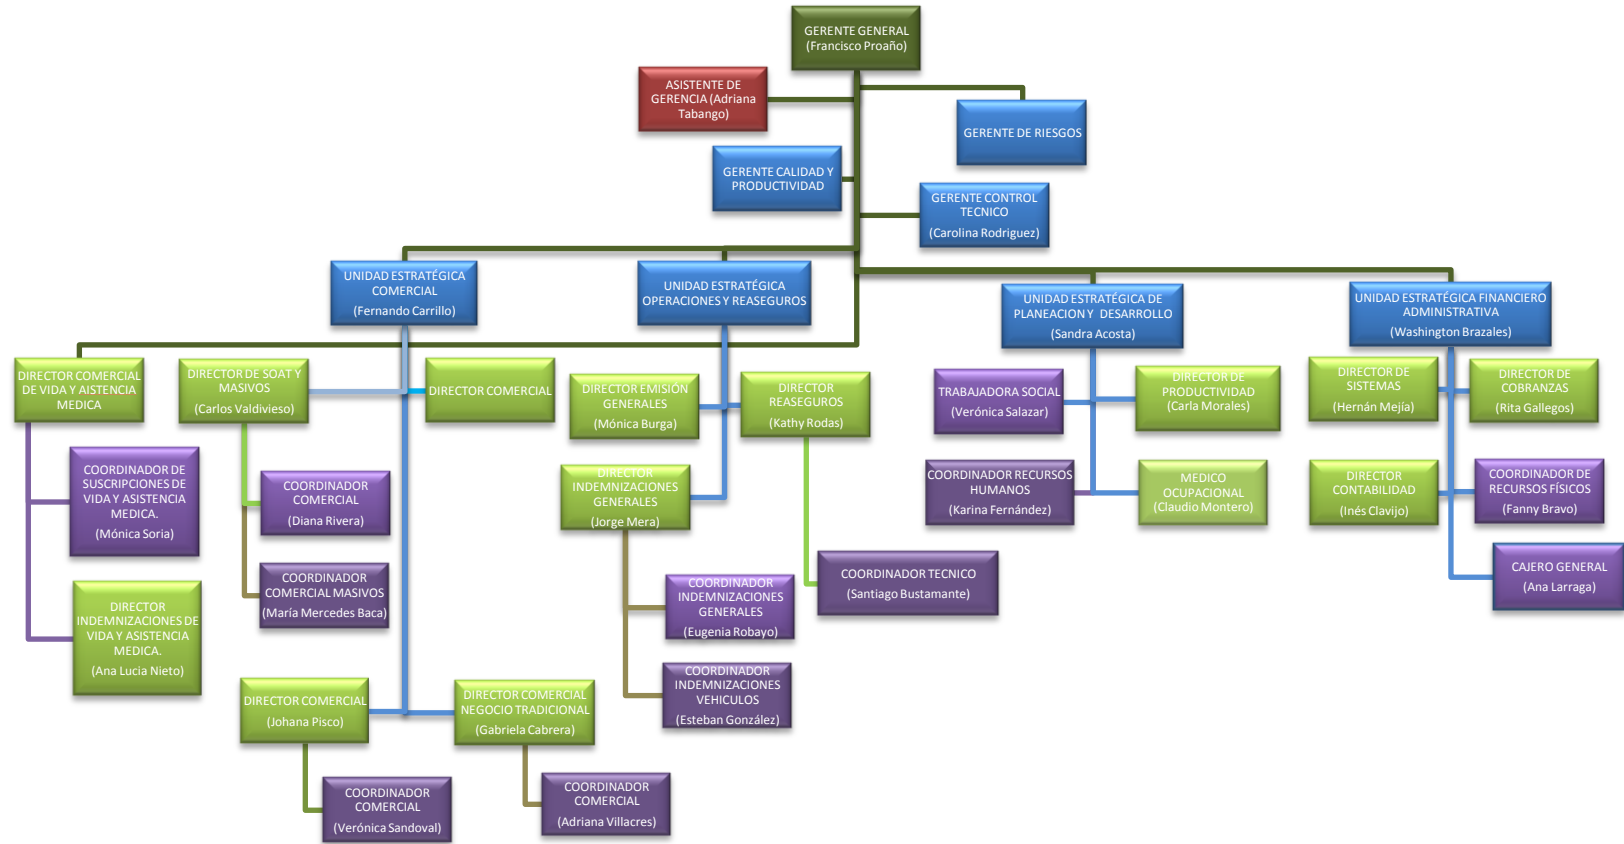 GERENTE GENERAL
(Francisco Proaño)
ASISTENTE DE
GERENCIA (Adriana
Tabango)
GERENTE DE RIESGOS
GERENTE CALIDAD Y
PRODUCTIVIDAD
GERENTE CONTROL
TECNICO
(Carolina Rodriguez)
UNIDAD ESTRATÉGICA
COMERCIAL
(Fernando Carrillo)
UNIDAD ESTRATÉGICA
OPERACIONES Y REASEGUROS
UNIDAD ESTRATÉGICA DE
PLANEACION Y DESARROLLO
(Sandra Acosta)
UNIDAD ESTRATÉGICA FINANCIERO
ADMINISTRATIVA
(Washington Brazales)
DIRECTOR COMERCIAL
DE VIDA Y AISTENCIA
MEDICA
DIRECTOR DE SOAT Y
MASIVOS
(Carlos Valdivieso)
DIRECTOR COMERCIAL
DIRECTOR EMISIÓN
GENERALES
(Mónica Burga)
DIRECTOR
REASEGUROS
(Kathy Rodas)
TRABAJADORA SOCIAL
(Verónica Salazar)
DIRECTOR DE
PRODUCTIVIDAD
(Carla Morales)
DIRECTOR DE
SISTEMAS
(Hernán Mejía)
DIRECTOR DE
COBRANZAS
(Rita Gallegos)
COORDINADOR DE
SUSCRIPCIONES DE
VIDA Y ASISTENCIA
MEDICA.
(Mónica Soria)
COORDINADOR
COMERCIAL
(Diana Rivera)
DIRECTOR
INDEMNIZACIONES
GENERALES
(Jorge Mera)
COORDINADOR RECURSOS
HUMANOS
(Karina Fernández)
MEDICO
OCUPACIONAL
(Claudio Montero)
DIRECTOR
CONTABILIDAD
(Inés Clavijo)
COORDINADOR DE
RECURSOS FÍSICOS
(Fanny Bravo)
COORDINADOR
COMERCIAL MASIVOS
(María Mercedes Baca)
COORDINADOR TECNICO
(Santiago Bustamante)
CAJERO GENERAL
(Ana Larraga)
DIRECTOR
INDEMNIZACIONES DE
VIDA Y ASISTENCIA
MEDICA.
(Ana Lucia Nieto)
COORDINADOR
INDEMNIZACIONES
GENERALES
(Eugenia Robayo)
COORDINADOR
INDEMNIZACIONES
VEHICULOS
(Esteban González)
DIRECTOR COMERCIAL
(Johana Pisco)
DIRECTOR COMERCIAL
NEGOCIO TRADICIONAL
(Gabriela Cabrera)
COORDINADOR
COMERCIAL
(Verónica Sandoval)
COORDINADOR
COMERCIAL
(Adriana Villacres)